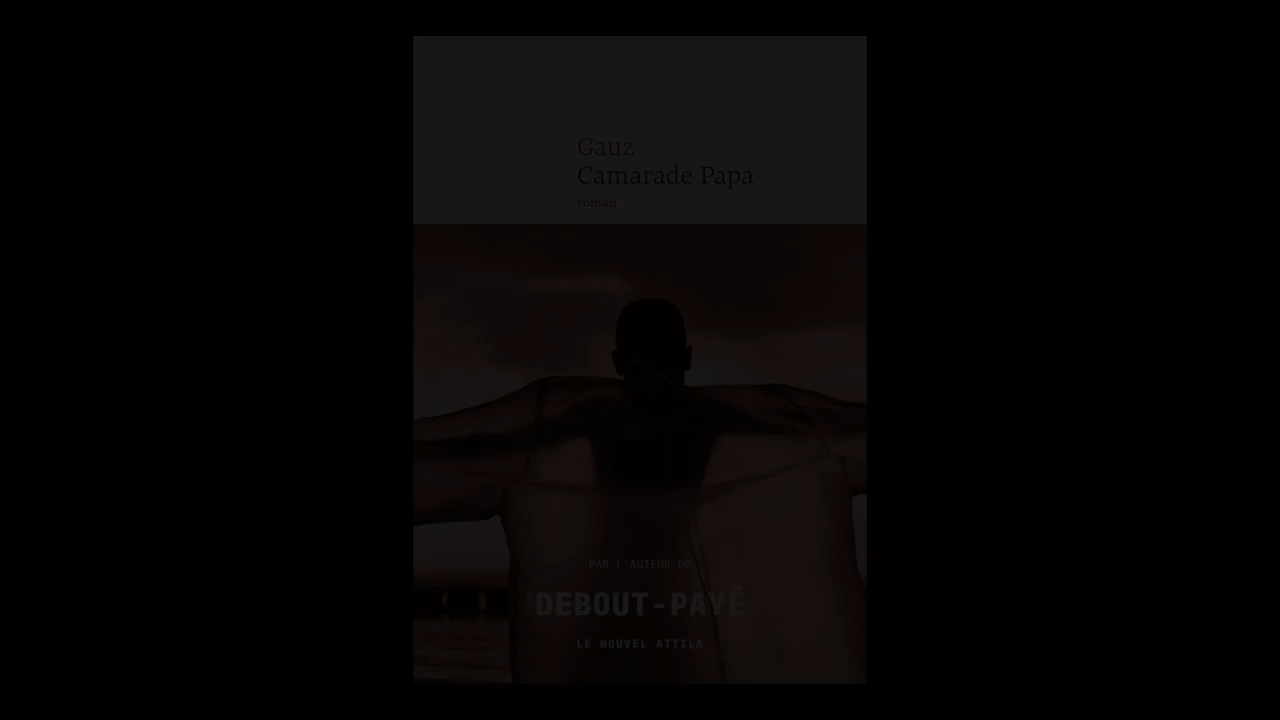 Gauz
Camarade Papa
roman
PAR L'AUTEUR DE
DEBOUT-PAYÉ
LE NOUVEL ATTILA